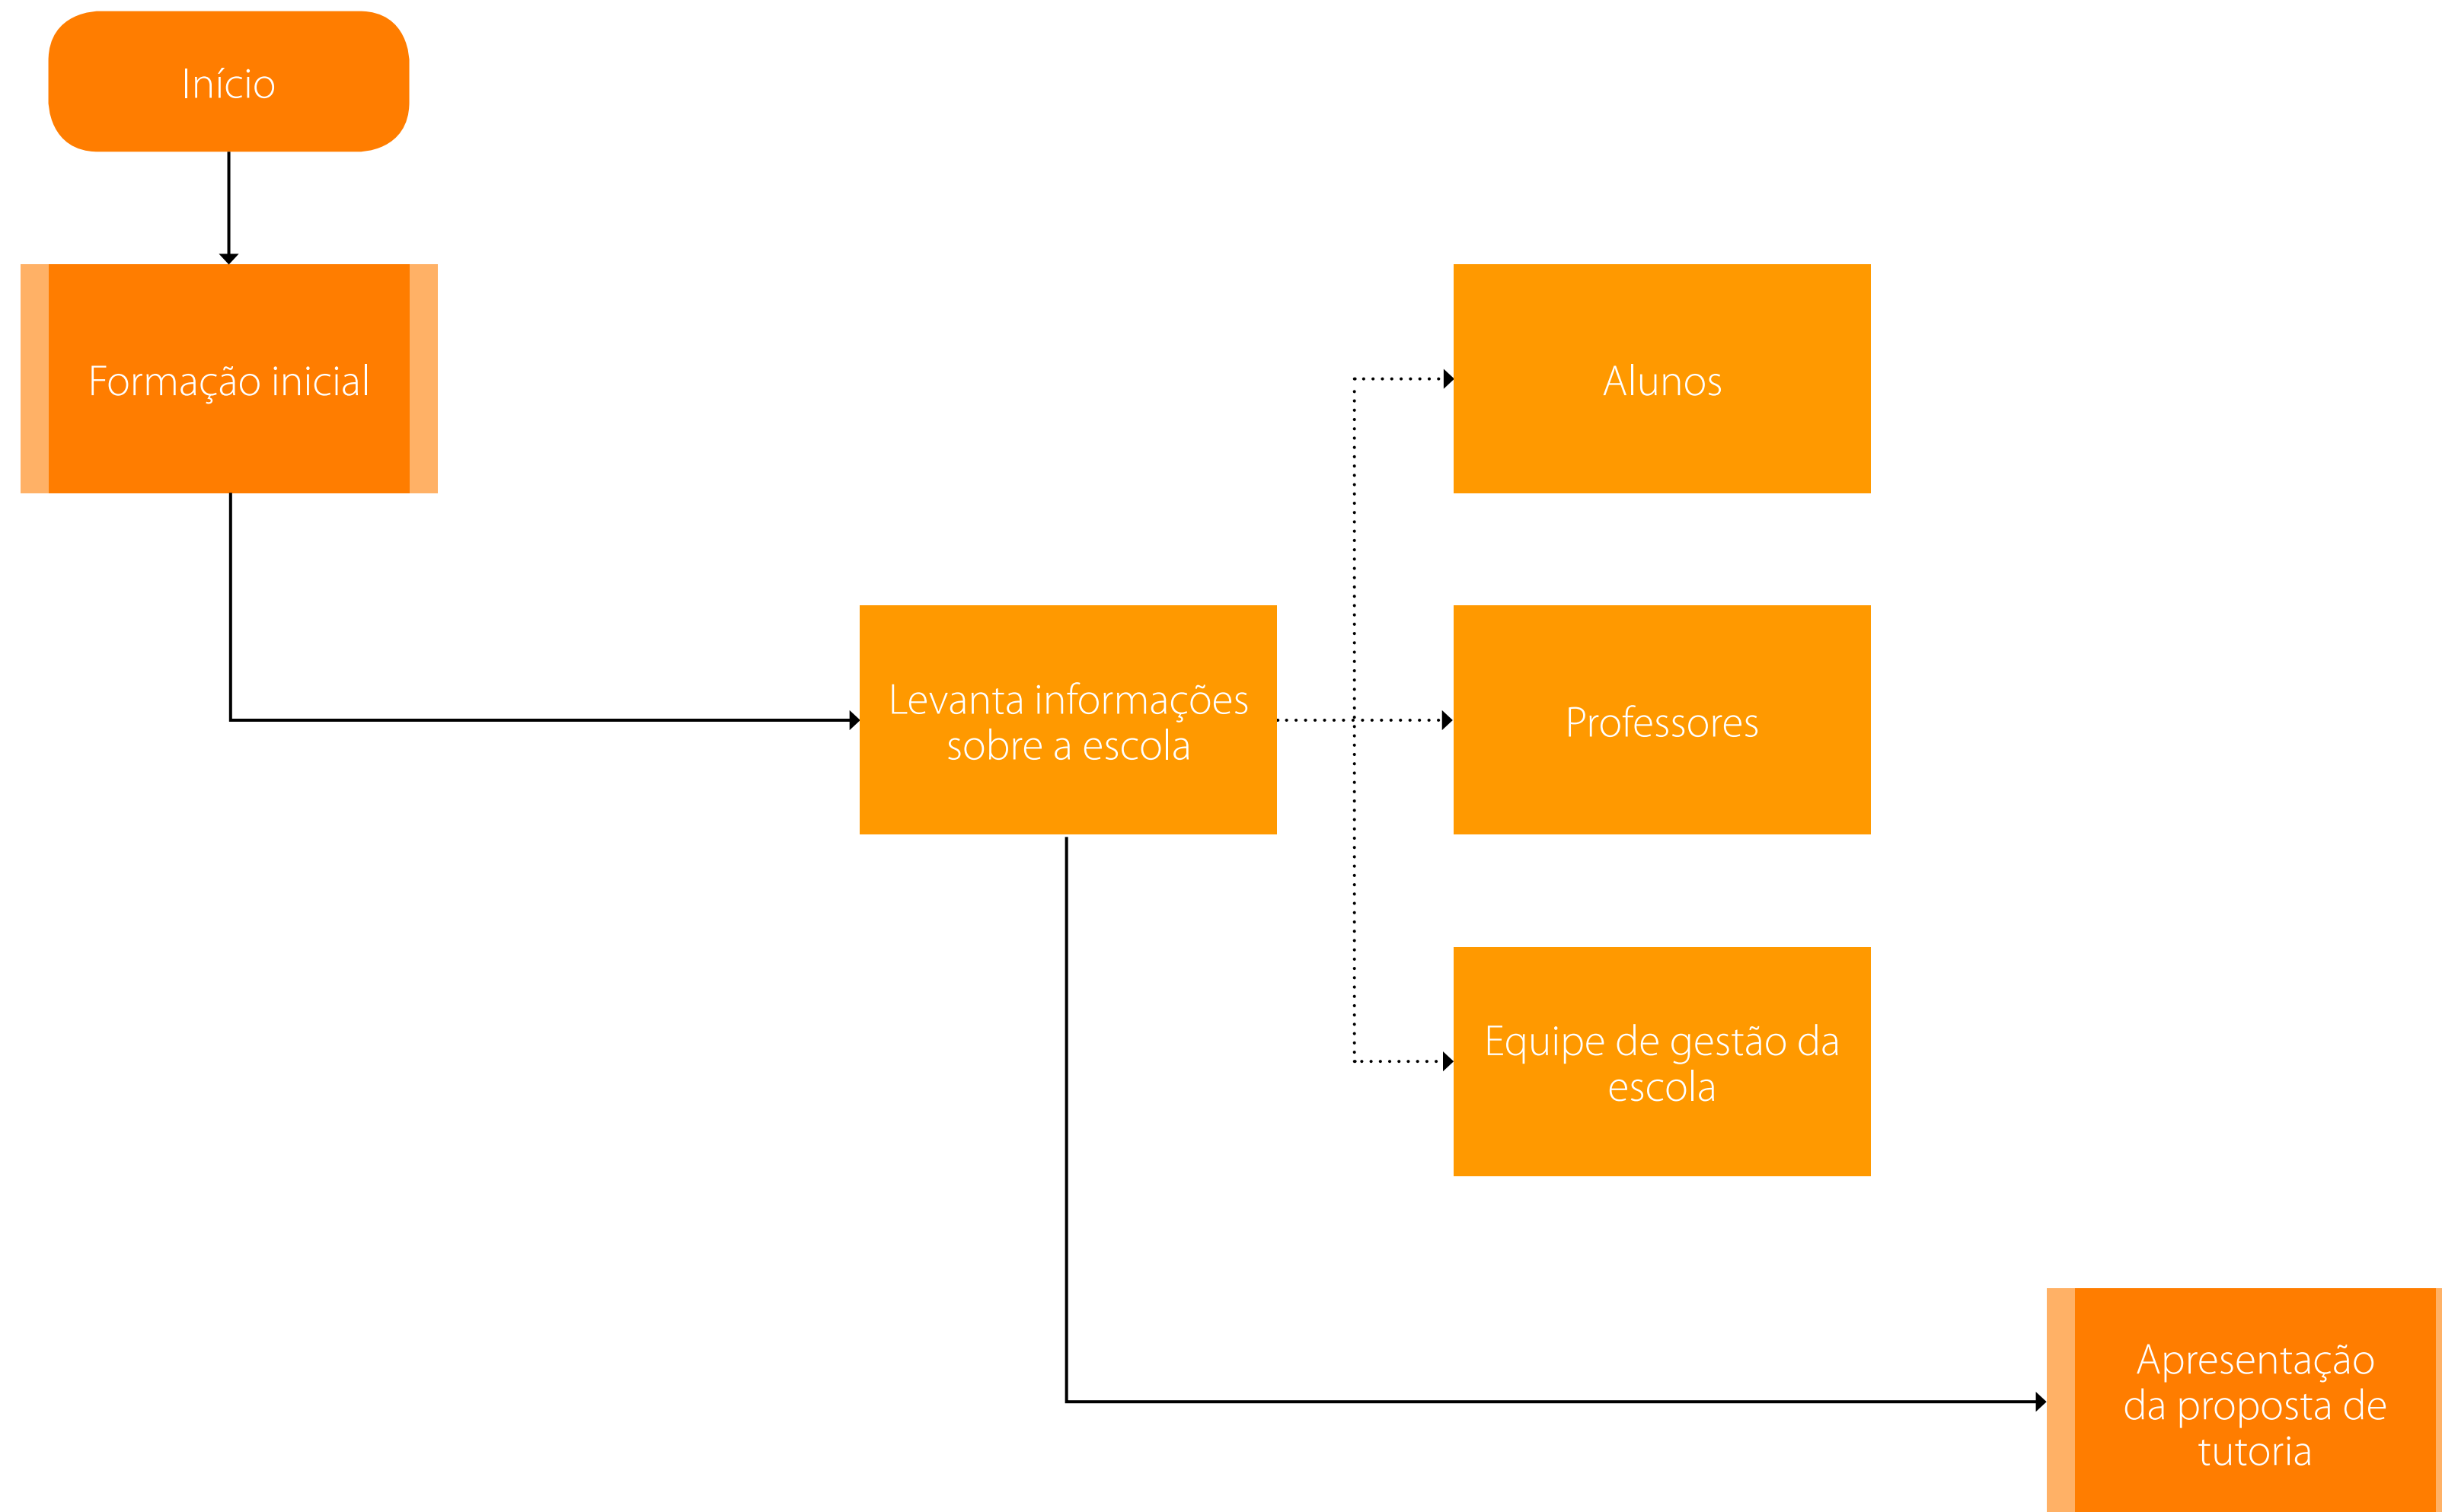 Início
Formação inicial
Alunos
Levanta informações
sobre a escola
Professores
Equipe de gestão da
escola
Apresentação
da proposta de
tutoria